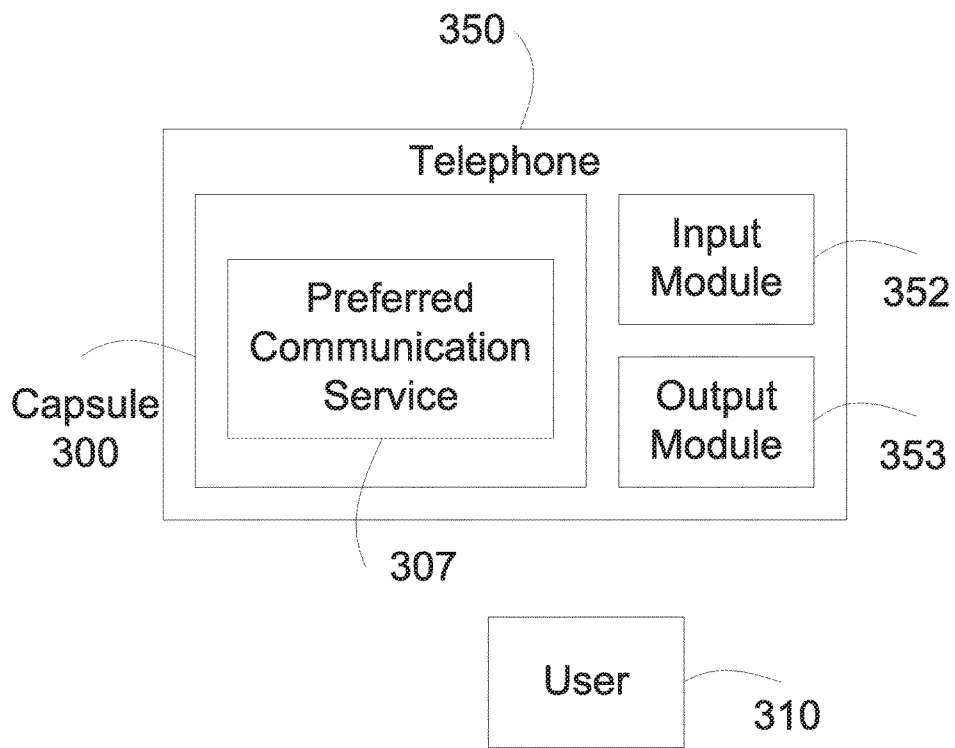 350
Telephone
Input
Module
352
Preferred
Communication
Service
Capsule
300
Output
Module
353
307
User
310